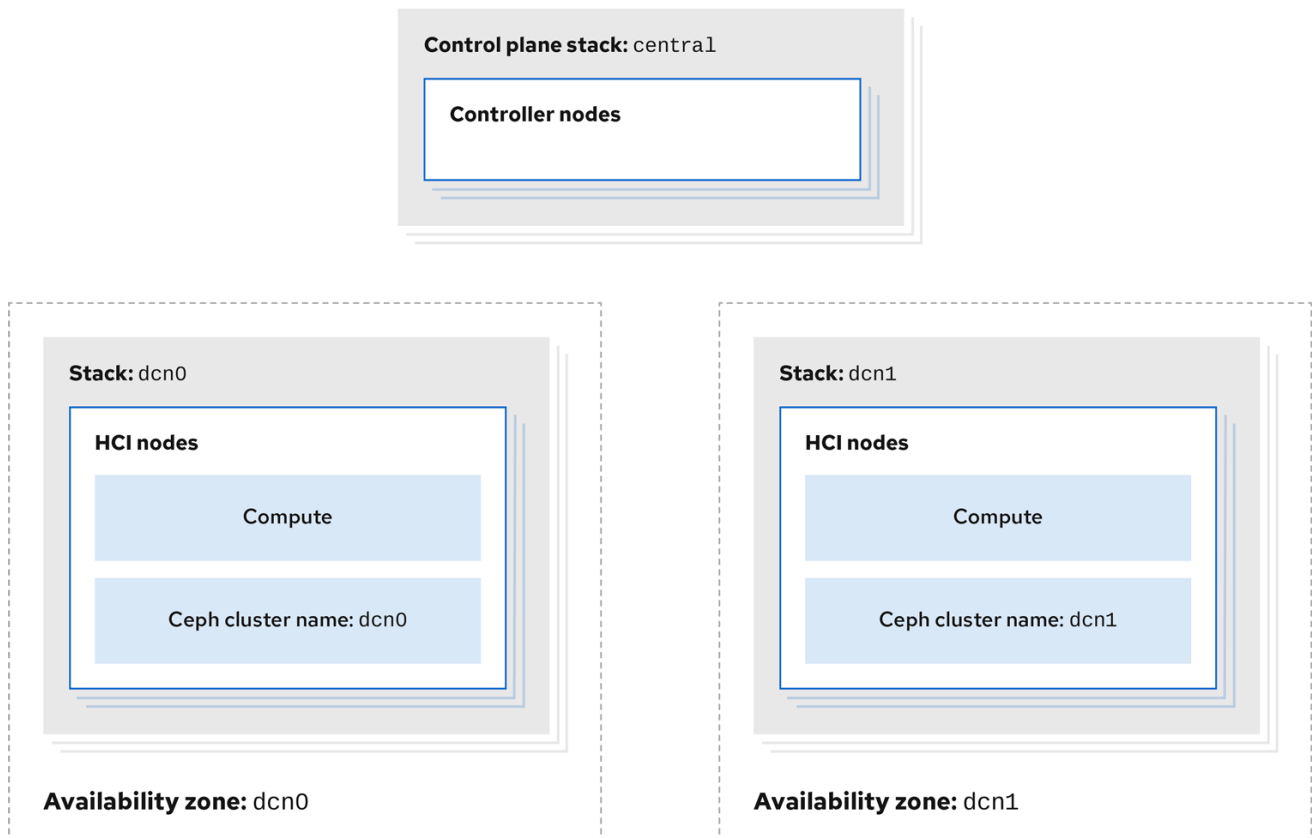 Control plane stack: central
Controller nodes
Stack: dcn0
HCI nodes
Compute
Ceph cluster name: dcn0
Availability zone: dcn0
Stack: dcn1
HCI nodes
Compute
Ceph cluster name: dcn1
Availability zone: dcn1